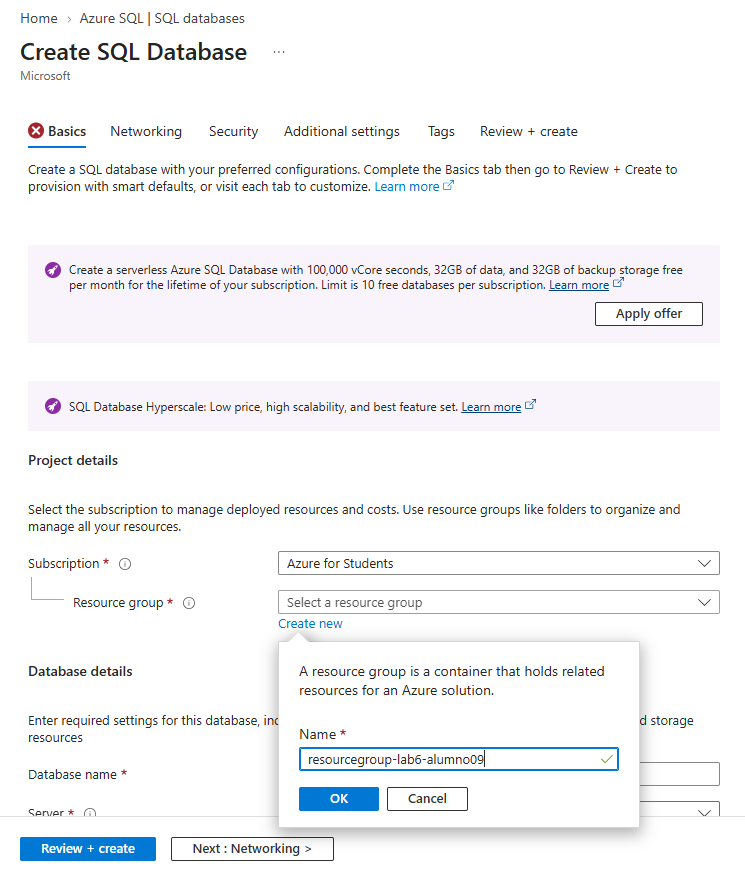 Home > Azure SQL | SQL databases
Create SQL Database ...
Microsoft
Basics Networking Security Additional settings Tags Review + create
Create a SQL database with your preferred configurations. Complete the Basics tab then go to Review + Create to
provision with smart defaults, or visit each tab to customize. Learn more
Create a serverless Azure SQL Database with 100,000 vCore seconds, 32GB of data, and 32GB of backup storage free
per month for the lifetime of your subscription. Limit is 10 free databases per subscription. Learn more
Apply offer
SQL Database Hyperscale: Low price, high scalability, and best feature set. Learn more
Project details
Select the subscription to manage deployed resources and costs. Use resource groups like folders to organize and
manage all your resources.
Subscription * Azure for Students
Resource group * Select a resource group
Create new
A resource group is a container that holds related
resources for an Azure solution.
Name *
resourcegroup-lab6-alumno09
OK Cancel
Database details
Enter required settings for this database, d storage
resources
Database name *
Server *
Review + create Next : Networking >